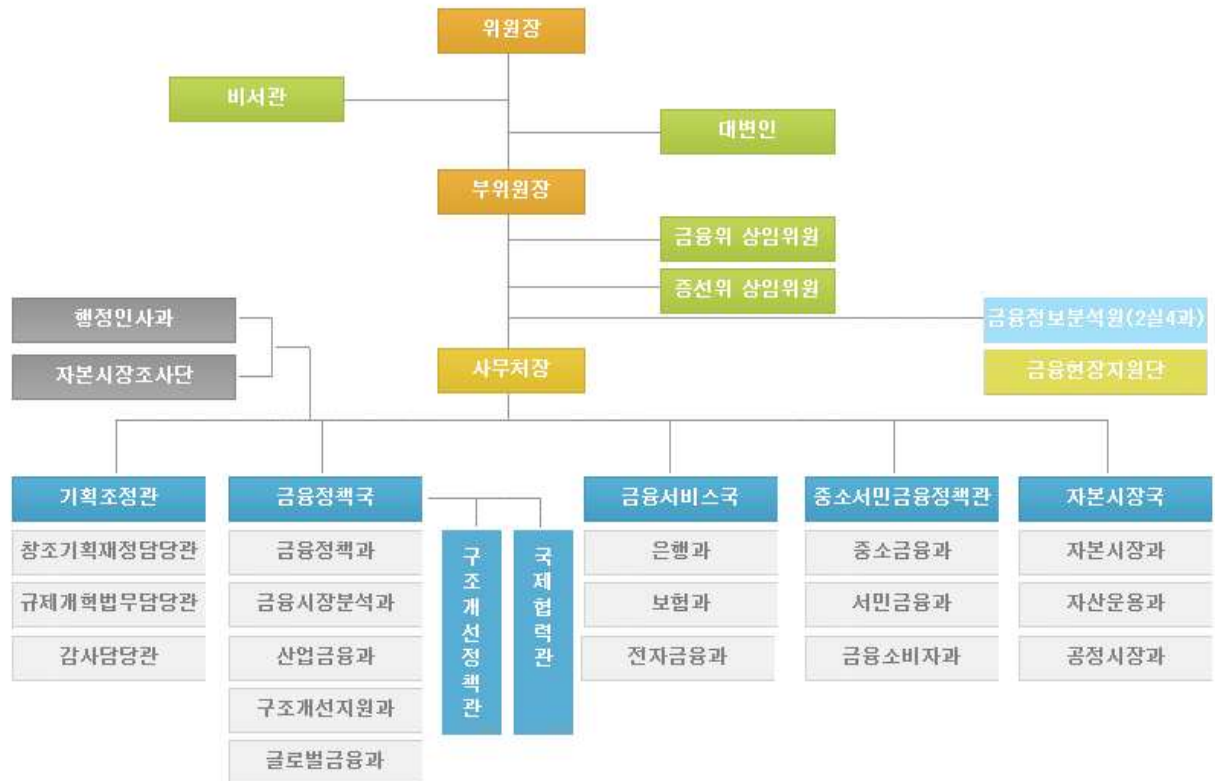 위원장
비서관
대변인
부위원장
금융위 상임위원
증선위 상임위원
행정인사과
금융정보분석원(2실4과)
자본시장조사단
사무처장
금융현장지원단
기획조정관
금융정책국
금융서비스국
중소서민금융정책관
자본시장국
창조기획재정담당관
규제개혁법무담당관
감사담당관
금융정책과
금융시장분석과
산업금융과
구조개선지원과
글로벌금융과
구조개선정책관
국제협력관
은행과
보험과
전자금융과
중소금융과
서민금융과
금융소비자과
자본시장과
자산운용과
공정시장과